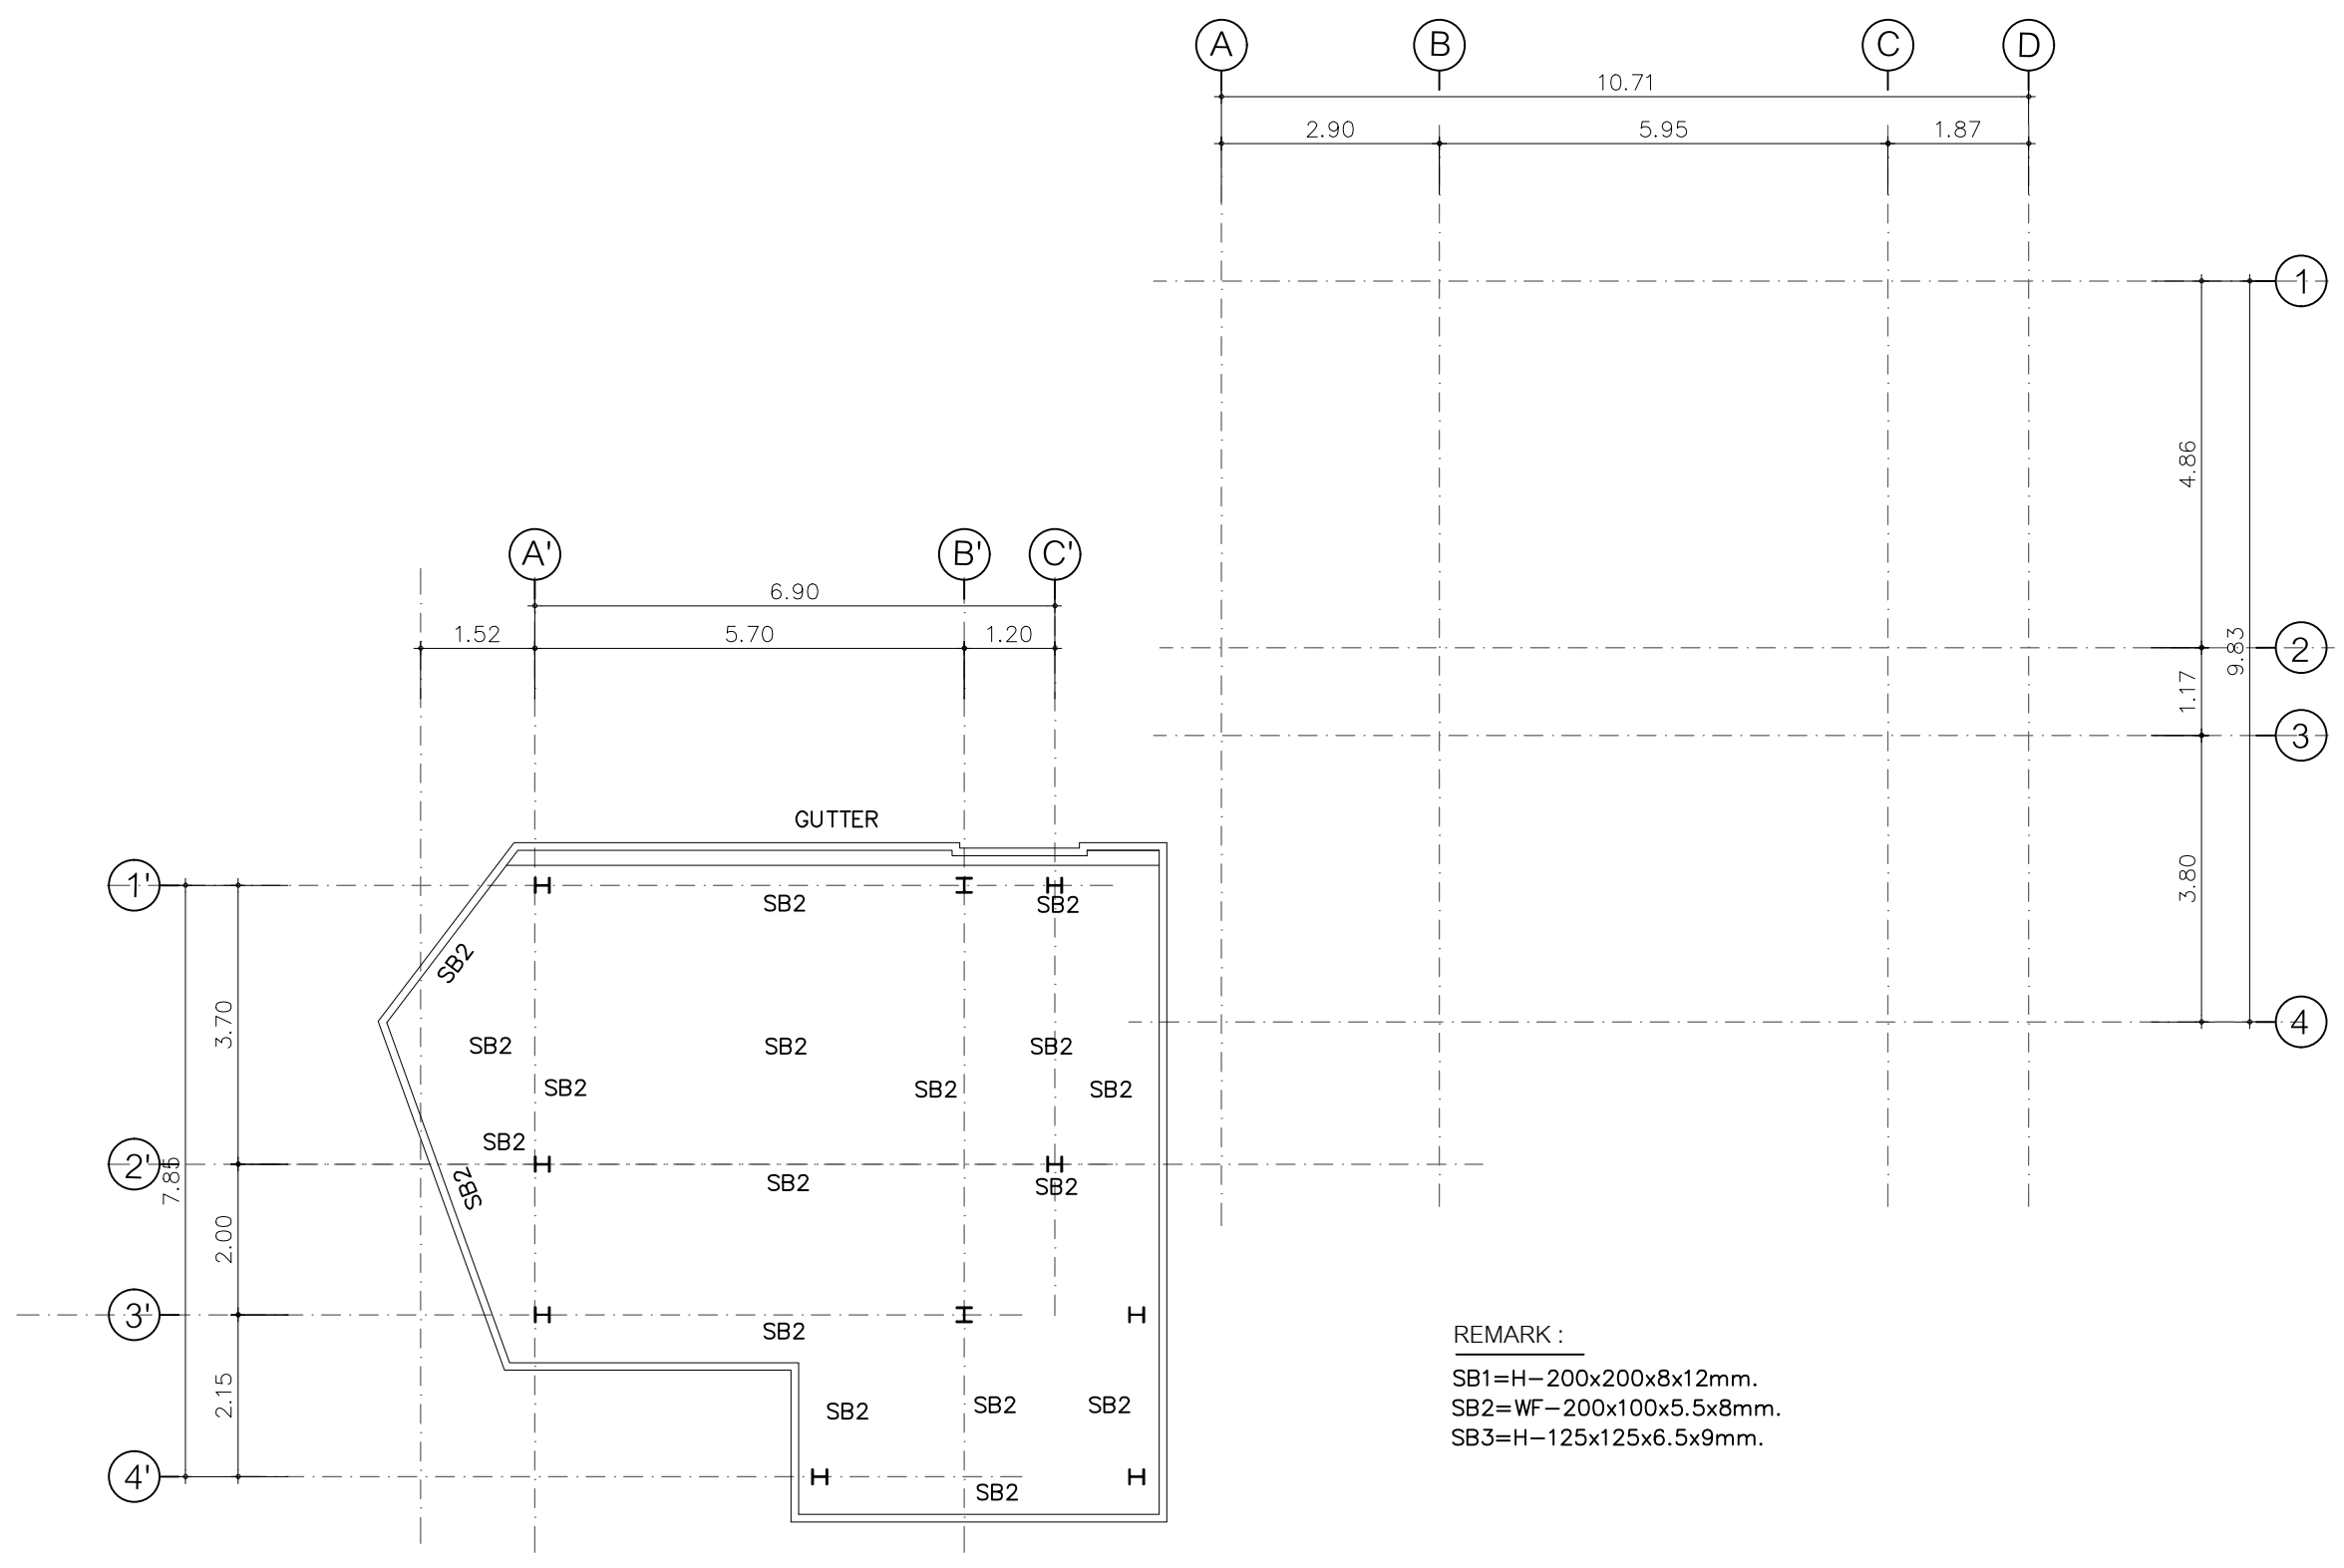 A B C D
10.71
2.90 5.95 1.87
1
4.86
A' B' C'
6.90
1.52 5.70 1.20
2
9.83
1.17
3
GUTTER
3.80
1'
SB2 SB2
SB2
3.70
4
SB2 SB2 SB2
SB2 SB2 SB2
SB2
2'
7.85
SB2
SB2 SB2
2.00
3'
SB2
REMARK :
SB1=H-200x200x8x12mm.
SB2=WF-200x100x5.5x8mm.
SB3=H-125x125x6.5x9mm.
2.15
SB2 SB2 SB2
4'
SB2